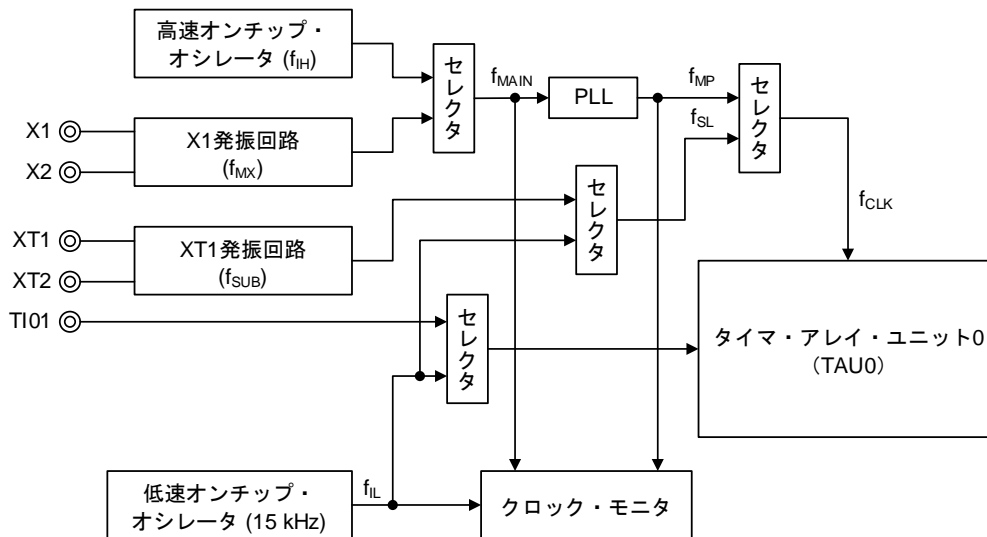 高速オンチップ・
オシレータ (fIH)
セレクタ
fMAIN
PLL
fMP
fSL
セレクタ
X1
X2
X1発振回路
(fMX)
セレクタ
fCLK
XT1
XT2
XT1発振回路
(fSUB)
TI01
セレクタ
タイマ・アレイ・ユニット0
（TAU0）
低速オンチップ・
オシレータ (15 kHz)
fIL
クロック・モニタ